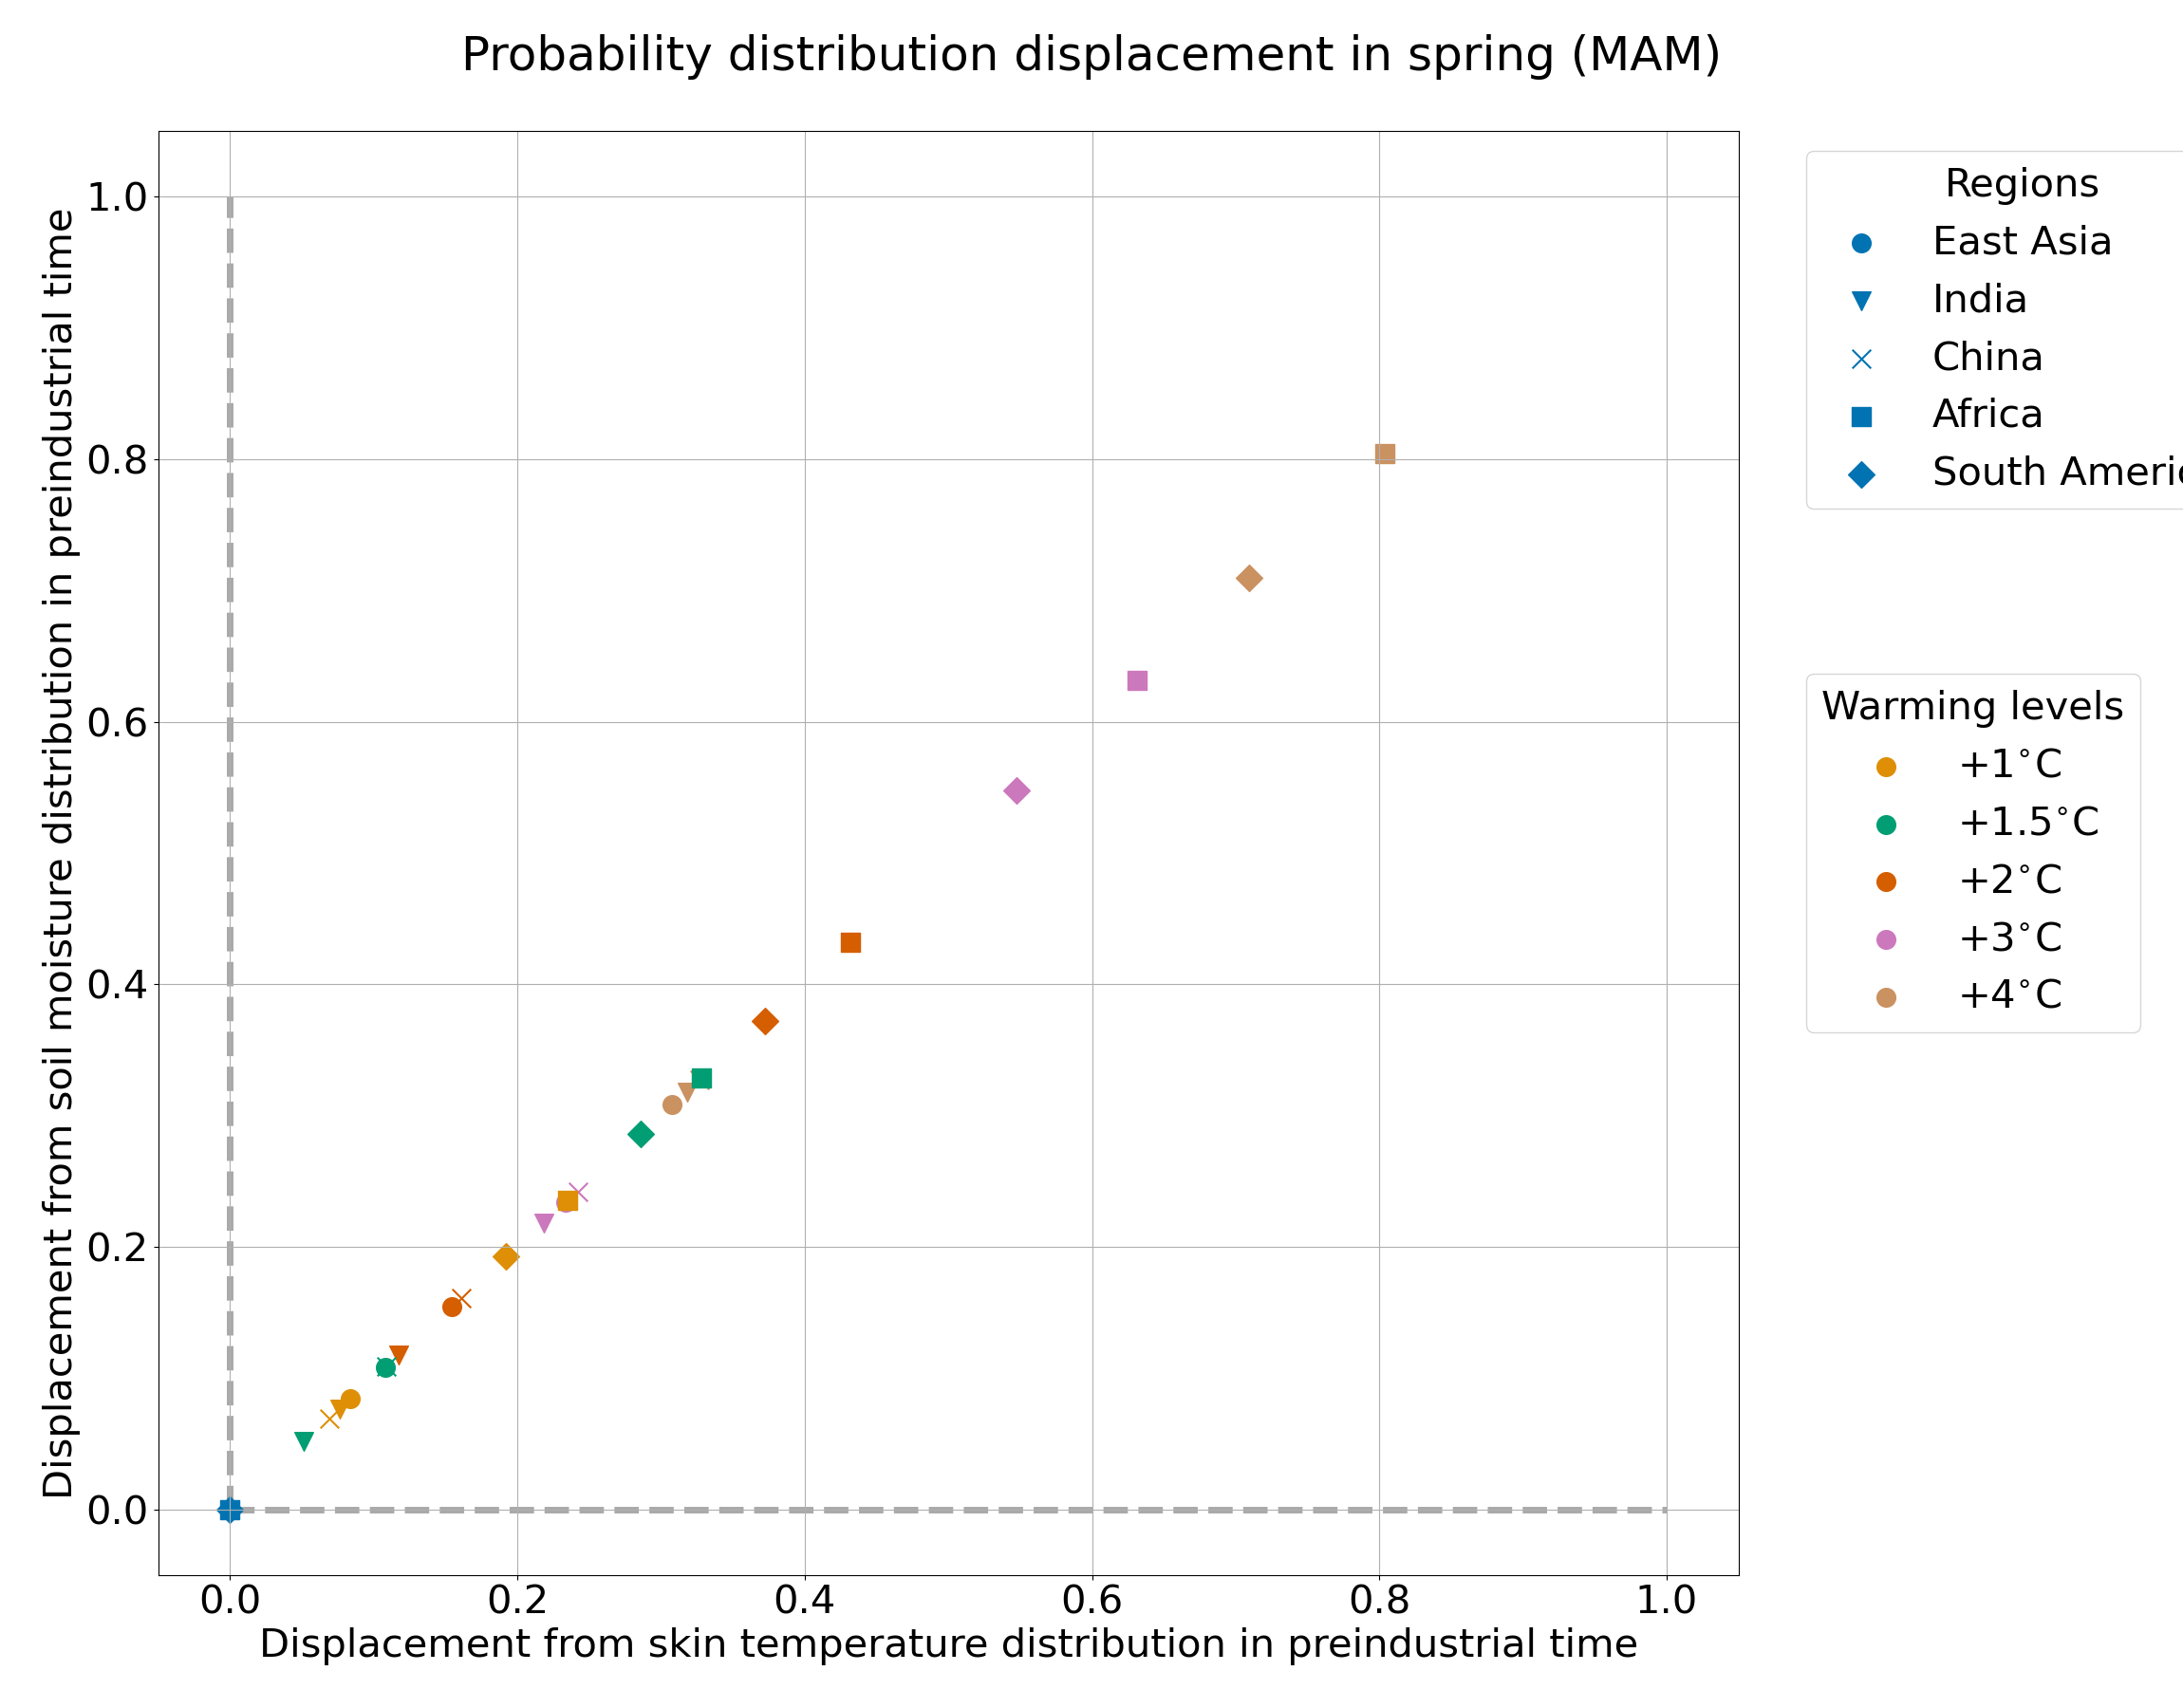 Probability distribution displacement in spring (MAM)
Displacement from soil moisture distribution in preindustrial time
1.0
0.8
0.6
0.4
0.2
0.0
0.0 0.2 0.4 0.6 0.8 1.0
Displacement from skin temperature distribution in preindustrial time
Regions
East Asia
India
China
Africa
South Americ
Warming levels
+1°C
+1.5°C
+2°C
+3°C
+4°C